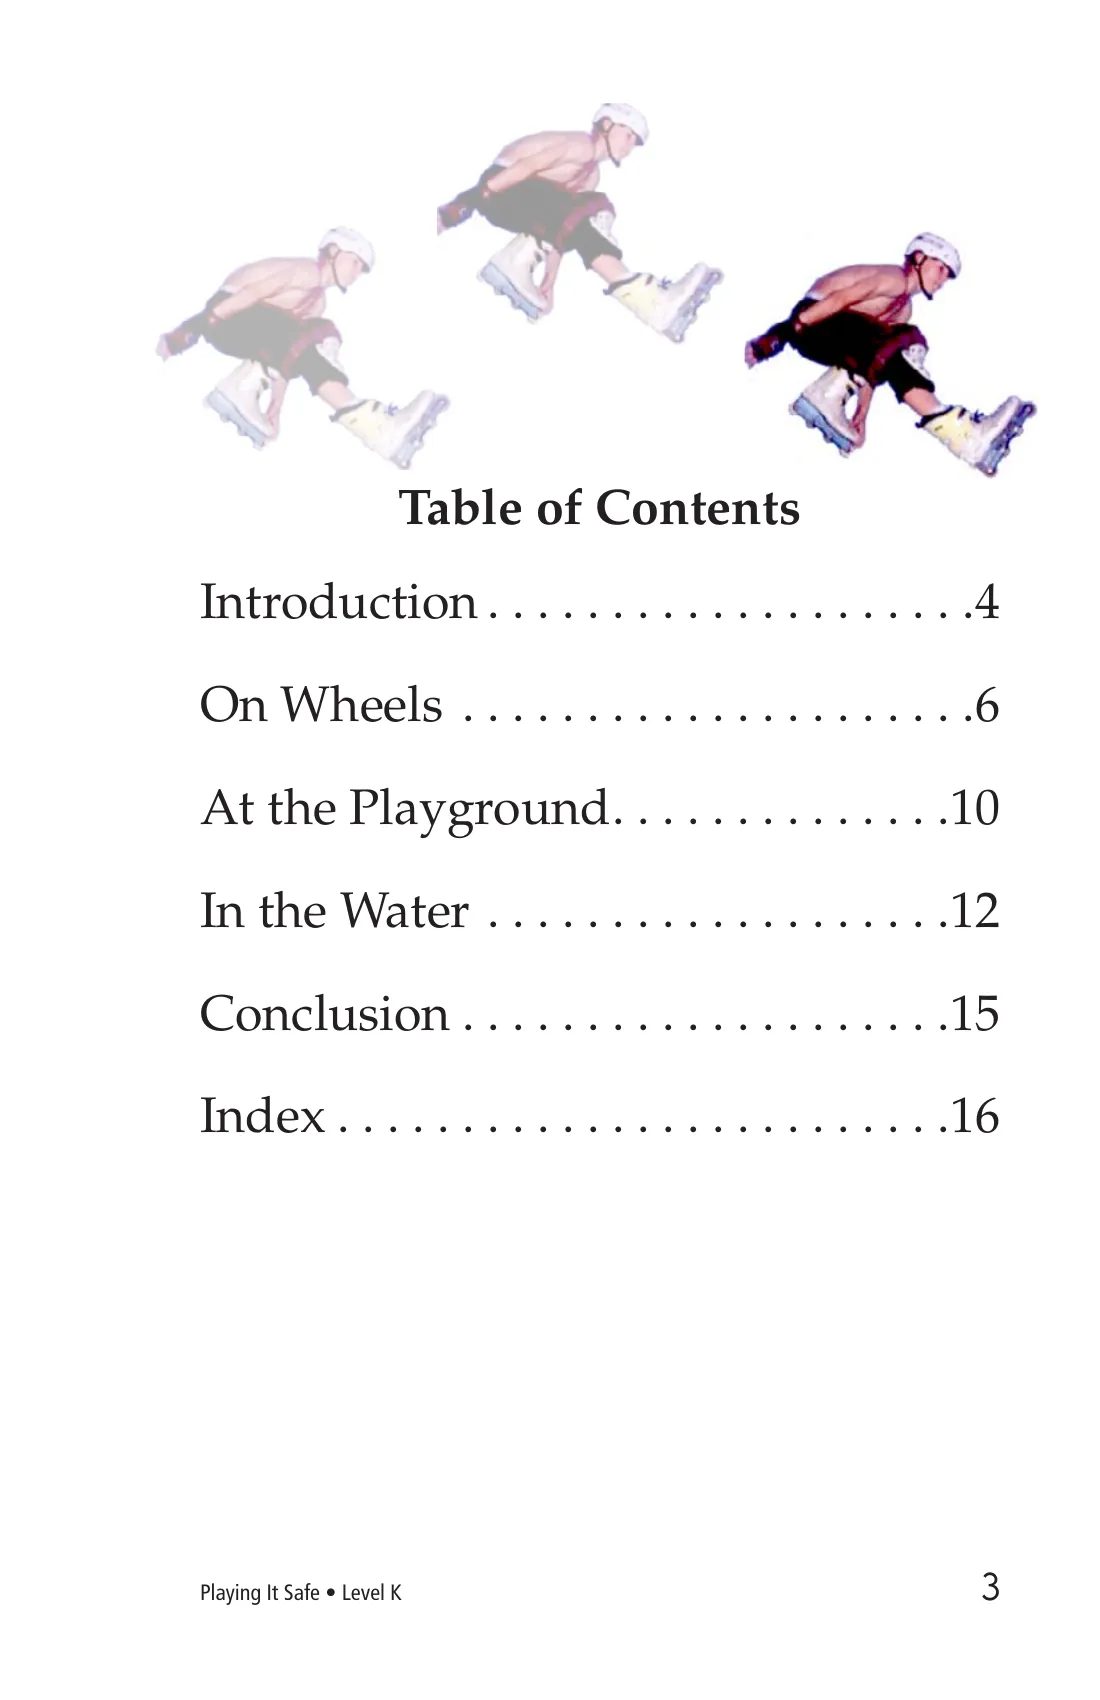 Table of Contents
Introduction . . . . . . . . . . . . . . . . . . . .4
On Wheels . . . . . . . . . . . . . . . . . . . . .6
At the Playground. . . . . . . . . . . . . .10
In the Water . . . . . . . . . . . . . . . . . . .12
Conclusion . . . . . . . . . . . . . . . . . . . .15
Index . . . . . . . . . . . . . . . . . . . . . . . . .16
Playing It Safe • Level K 3